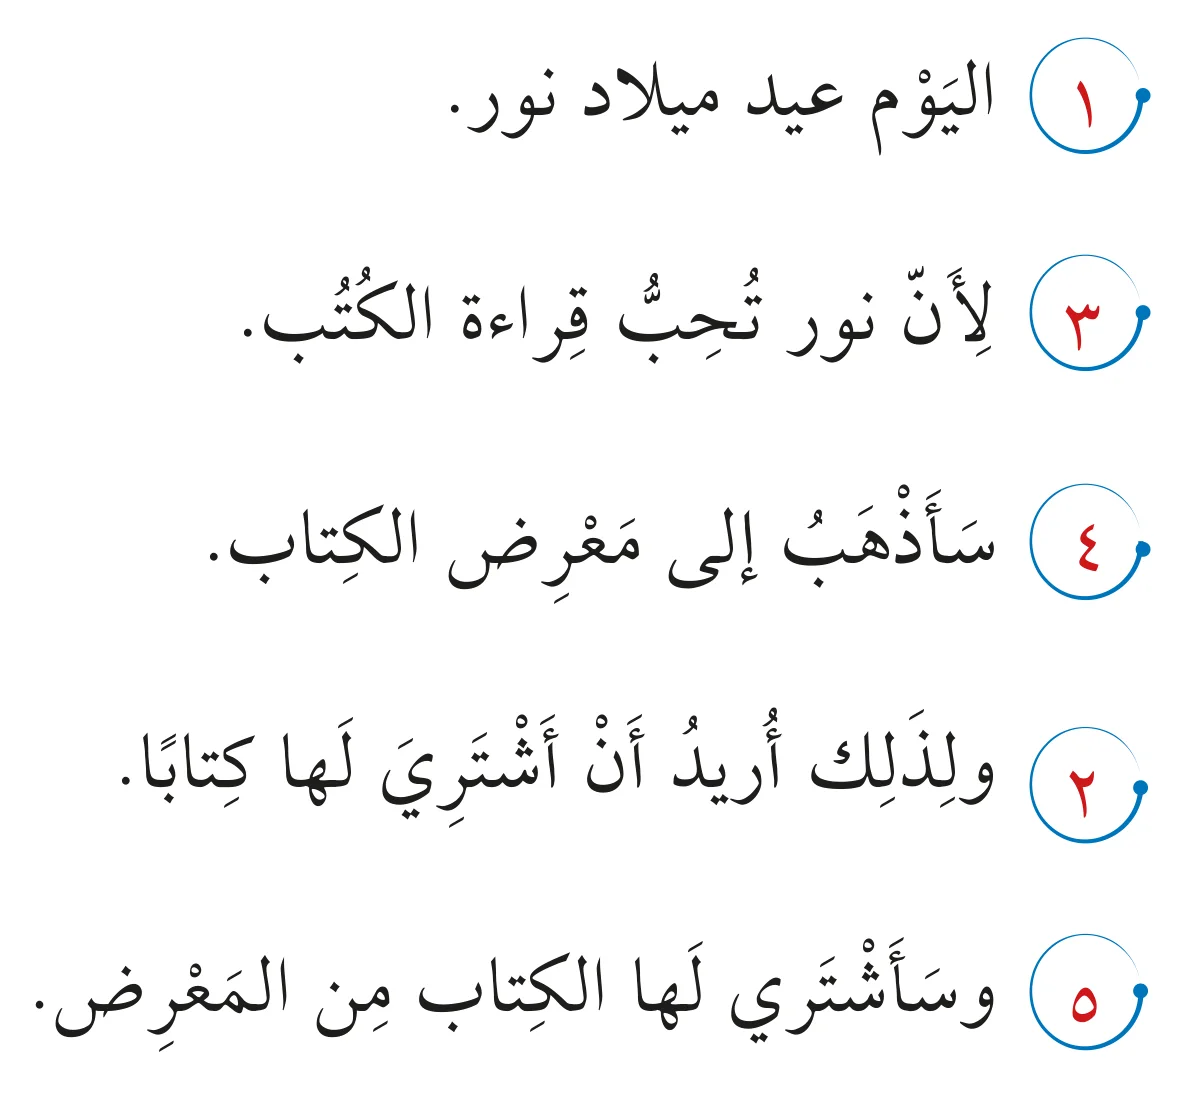 ١ اليَوْم عيد ميلاد نور.
٣ لِأَنّ نور تُحِبُّ قِراءة الكُتُب.
٤ سَأَذْهَبُ إلى مَعْرِض الكِتاب.
٢ ولِذَلِك أُريدُ أَنْ أَشْتَرِيَ لَها كِتابًا.
٥ وسَأَشْتَري لَها الكِتاب مِن المَعْرِض.